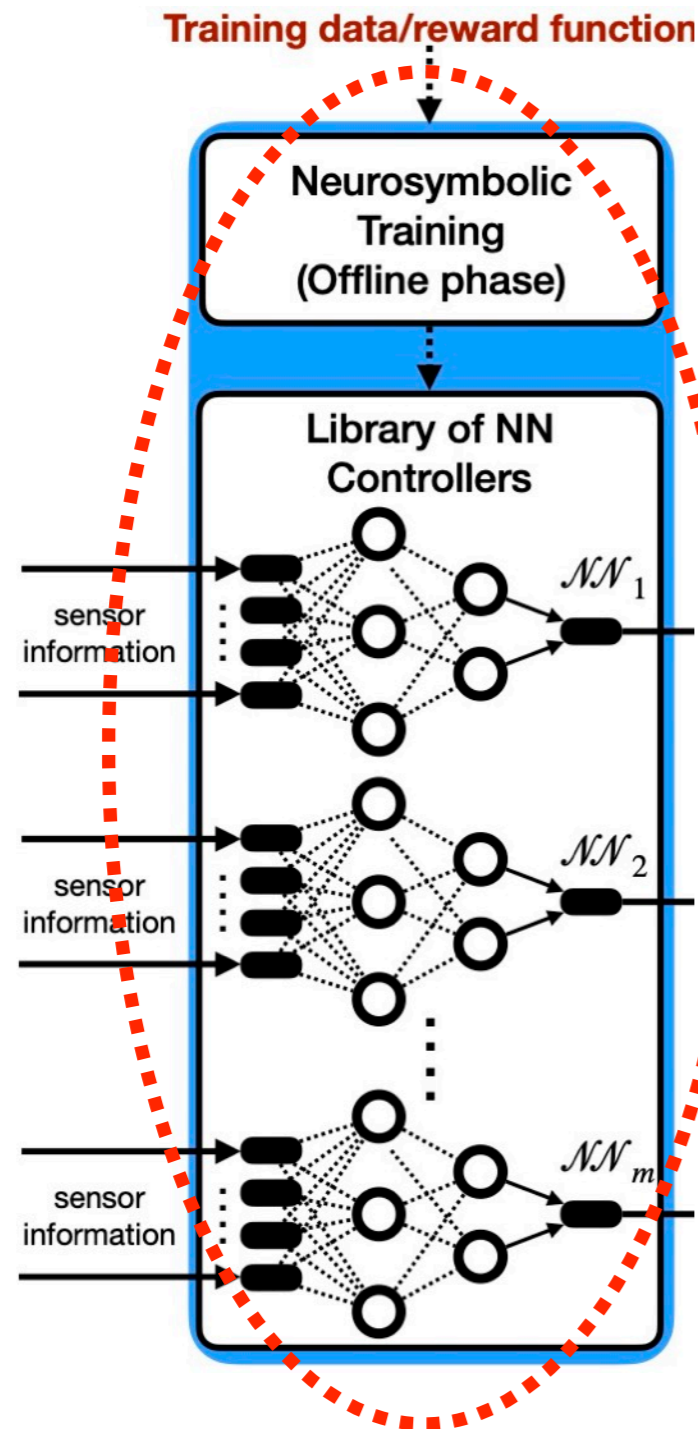 Training data/reward function
Neurosymbolic
Training
(Offline phase)
Library of NN
Controllers
sensor
information
𝒩𝒩1
sensor
information
𝒩𝒩2
sensor
information
𝒩𝒩m